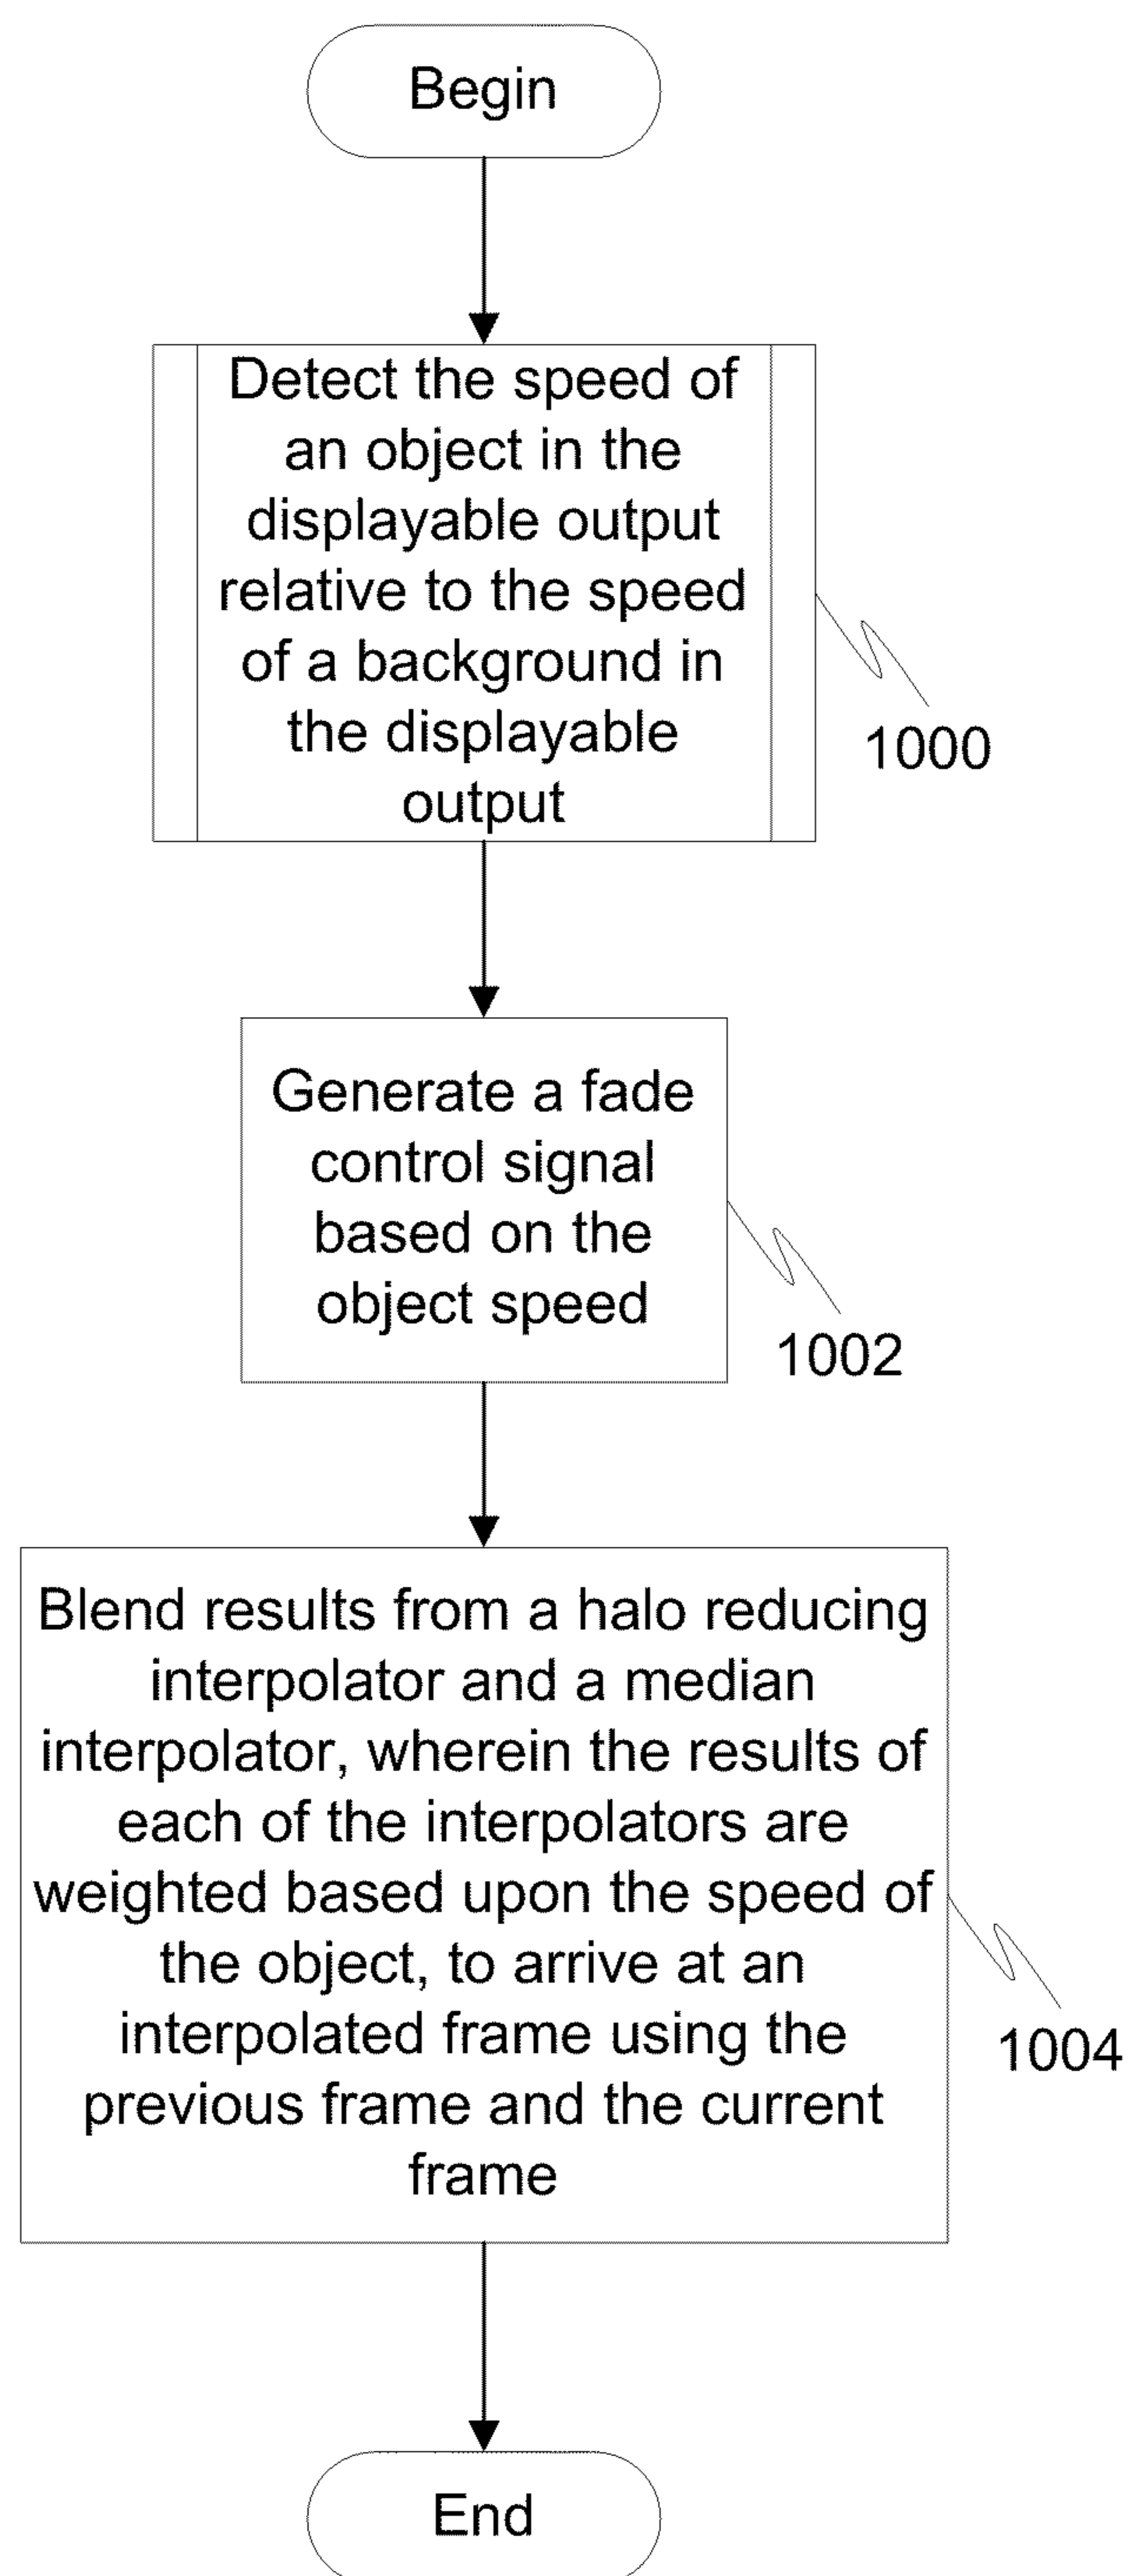 Begin
Detect the speed of
an object in the
displayable output
relative to the speed
of a background in
the displayable
output
1000
Generate a fade
control signal
based on the
object speed
1002
Blend results from a halo reducing
interpolator and a median
interpolator, wherein the results of
each of the interpolators are
weighted based upon the speed of
the object, to arrive at an
interpolated frame using the
previous frame and the current
frame
1004
End